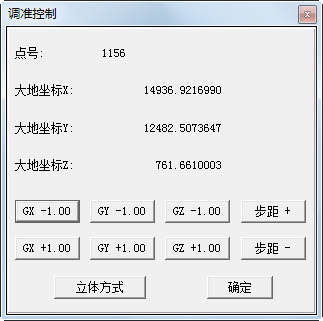 调准控制
点号: 1156
大地坐标X: 14936.9216990
大地坐标Y: 12482.5073647
大地坐标Z: 761.6610003
GX -1.00 GY -1.00 GZ -1.00 步距 +
GX +1.00 GY +1.00 GZ +1.00 步距 -
立体方式 确定